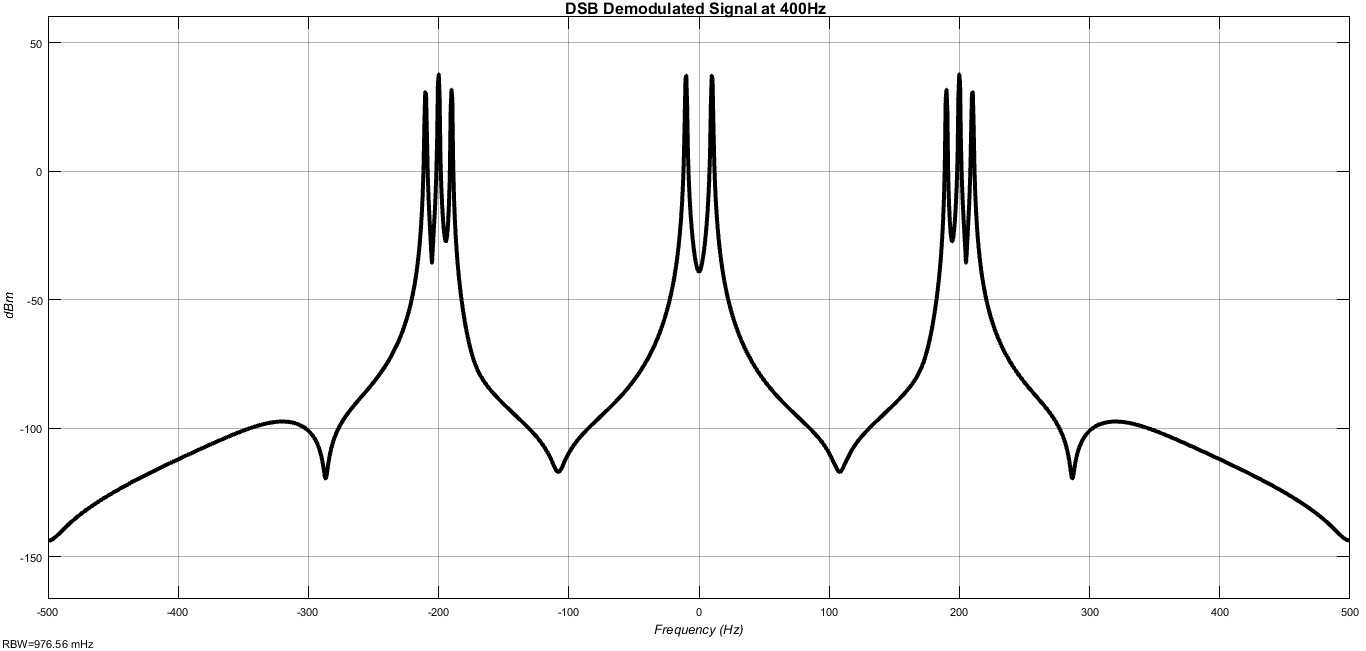 DSB Demodulated Signal at 400Hz
50
0
-50
-100
-150
dBm
-500 -400 -300 -200 -100 0 100 200 300 400 500
Frequency (Hz)
RBW=976.56 mHz